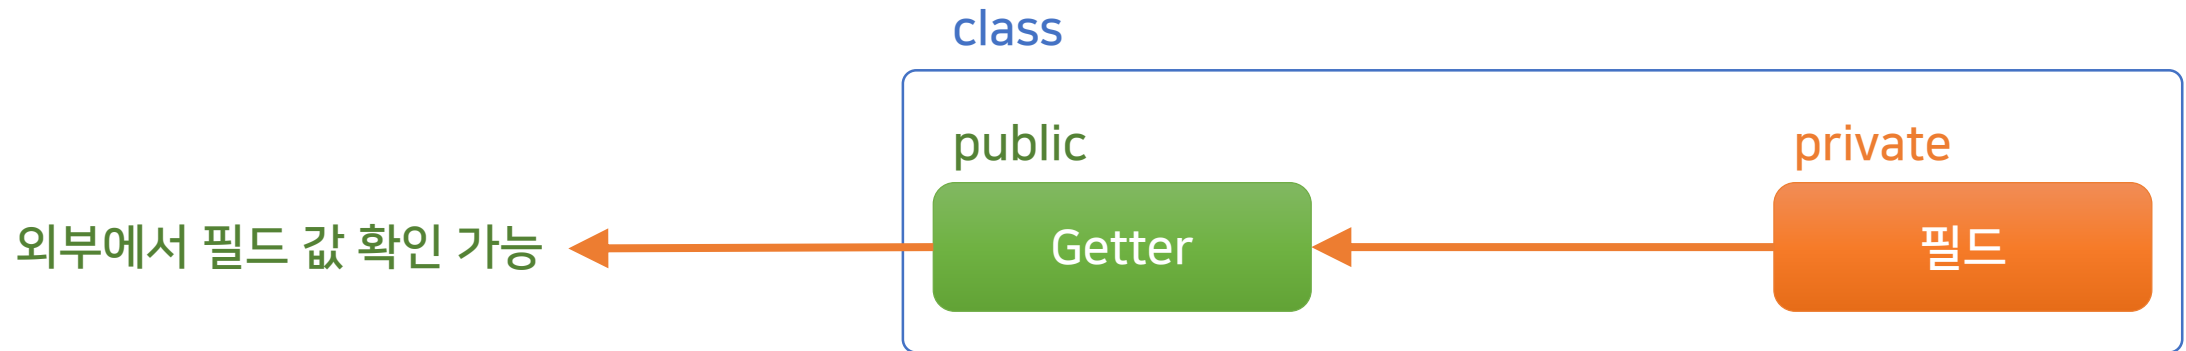 class
public
private
외부에서 필드 값 확인 가능
Getter
필드